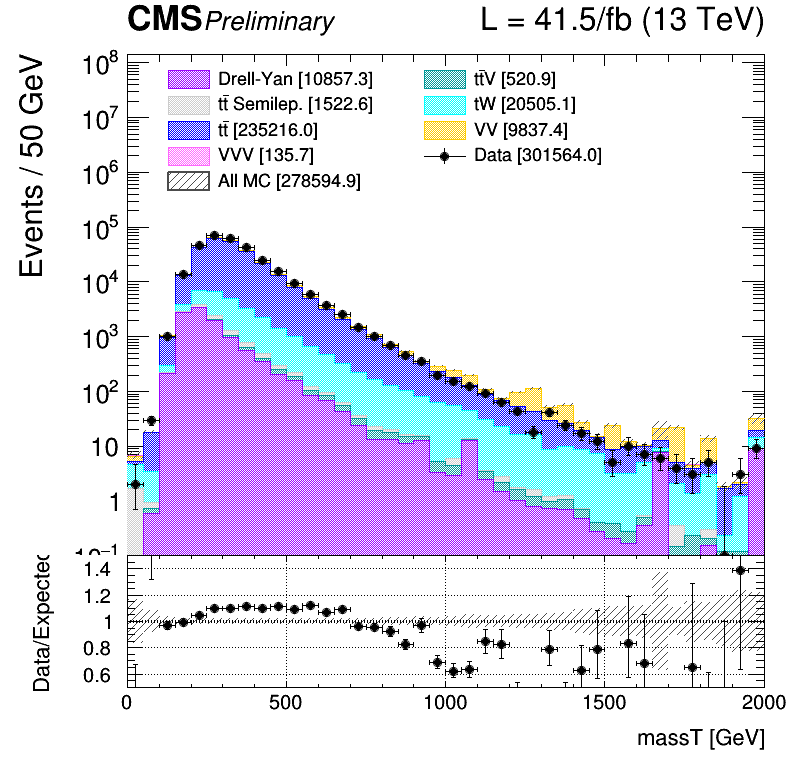 CMS Preliminary L = 41.5/fb (13 TeV)
Events / 50 GeV
10⁸
10⁷
10⁶
10⁵
10⁴
10³
10²
10
1
10⁻¹
Drell-Yan [10857.3]
tt̄ Semilep. [1522.6]
tt̄ [235216.0]
VVV [135.7]
All MC [278594.9]
tt̄V [520.9]
tW [20505.1]
VV [9837.4]
Data [301564.0]
Data/Expected
1.4
1.2
1
0.8
0.6
0 500 1000 1500 2000
massT [GeV]